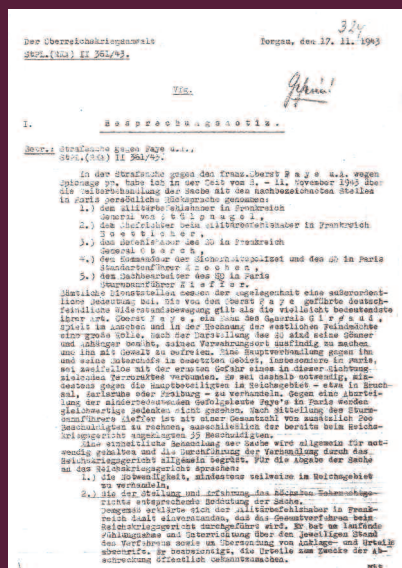 324
Der Oberreichskriegsanwalt Torgau, den 17. 11. 1943
StPL.(RKA) II 361/43.
Geheim!
Vfg.
I. Besprechungsnotiz.
Betr.: Strafsache gegen Faye u.A.,
StPL.(RKA) II 361/43.
In der Strafsache gegen den franz. Oberst Faye u.A. wegen
Spionage pp. habe ich in der Zeit vom 8. - 11. November 1943 über
die Weiterbehandlung der Sache mit den nachbezeichneten Stellen
in Paris persönliche Rücksprache genommen:
1.) dem Militärbefehlshaber in Frankreich
General von Stülpnagel,
2.) dem Chefrichter beim Militärbefehlshaber in Frankreich
Boetticher,
3.) dem Befehlshaber des SD in Frankreich
General Oberg,
4.) dem Kommandeur der Sicherheitspolizei und des SD in Paris
Standartenführer Knochen,
5.) dem Sachbearbeiter des SD in Paris
Sturmbannführer Kieffer.
Sämtliche Dienststellen messen der Angelegenheit eine außerordent-
liche Bedeutung bei. Die von dem Oberst Faye geführte deutsch-
feindliche Widerstandsbewegung gilt als die vielleicht bedeutendste
ihrer Art. Oberst Faye, ein Mann des Generals Giraud,
spielt im Ansehen und in der Rechnung der westlichen Feindmächte
eine große Rolle. Nach der Darstellung des SD sind seine Gönner
und Anhänger bemüht, seinen Verwahrungsort ausfindig zu machen
und ihn mit Gewalt zu befreien. Eine Hauptverhandlung gegen ihn
und seine Unterchefs im besetzten Gebiet, insbesondere in Paris,
sei zweifellos mit der ernsten Gefahr eines in dieser Richtung
zielenden Terroraktes verbunden. Es sei deshalb notwendig, min-
destens gegen die Hauptbeteiligten im Reichsgebiet - etwa in Bruch-
sal, Karlsruhe oder Freiburg - zu verhandeln. Gegen eine Aburtei-
lung der minderbedeutenden Gefolgsleute Faye's in Paris werden
gleichwertige Bedenken nicht gesehen. Nach Mitteilung des Sturm-
bannführers Kieffer ist mit einer Gesamtzahl von zusätzlich 200
Beschuldigten zu rechnen, ausschließlich der bereits beim Reichs-
kriegsgericht angeklagten 35 Beschuldigten.
Eine einheitliche Behandlung der Sache wird allgemein für not-
wendig gehalten und die Durchführung der Verhandlung durch das
Reichskriegsgericht allgemein begrüßt. Für die Abgabe der Sache
an das Reichskriegsgericht sprechen:
1.) die Notwendigkeit, mindestens teilweise im Reichsgebiet
zu verhandeln.
2.) die der Stellung und Erfahrung des höchsten Wehrmachtge-
richts entsprechende Bedeutung der Sache.
Demgemäß erklärte sich der Militärbefehlshaber in Frank-
reich damit einverstanden, daß das Gesamtverfahren beim
Reichskriegsgericht durchgeführt wird. Er bat um laufende
Fühlungnahme und Unterrichtung über den jeweiligen Stand
des Verfahrens sowie um Übersendung von Anklage- und Urteils-
abschrift. Er beabsichtigt, die Urteile zum Zwecke der Ab-
schreckung öffentlich bekanntzumachen.